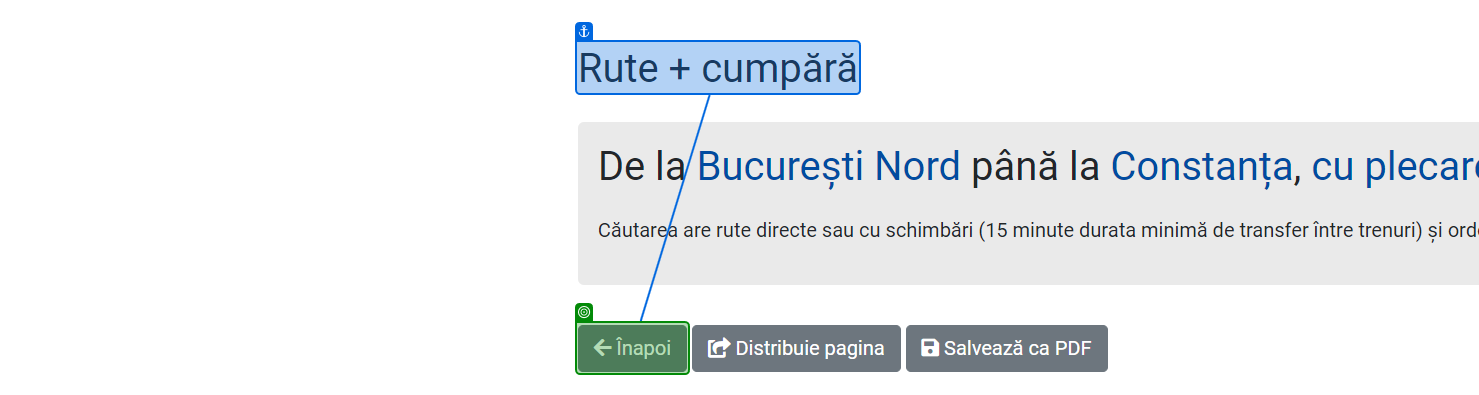 Rute + cumpără
De la București Nord până la Constanța, cu plecare
Căutarea are rute directe sau cu schimbări (15 minute durata minimă de transfer între trenuri) și ord
Înapoi Distribuie pagina Salvează ca PDF